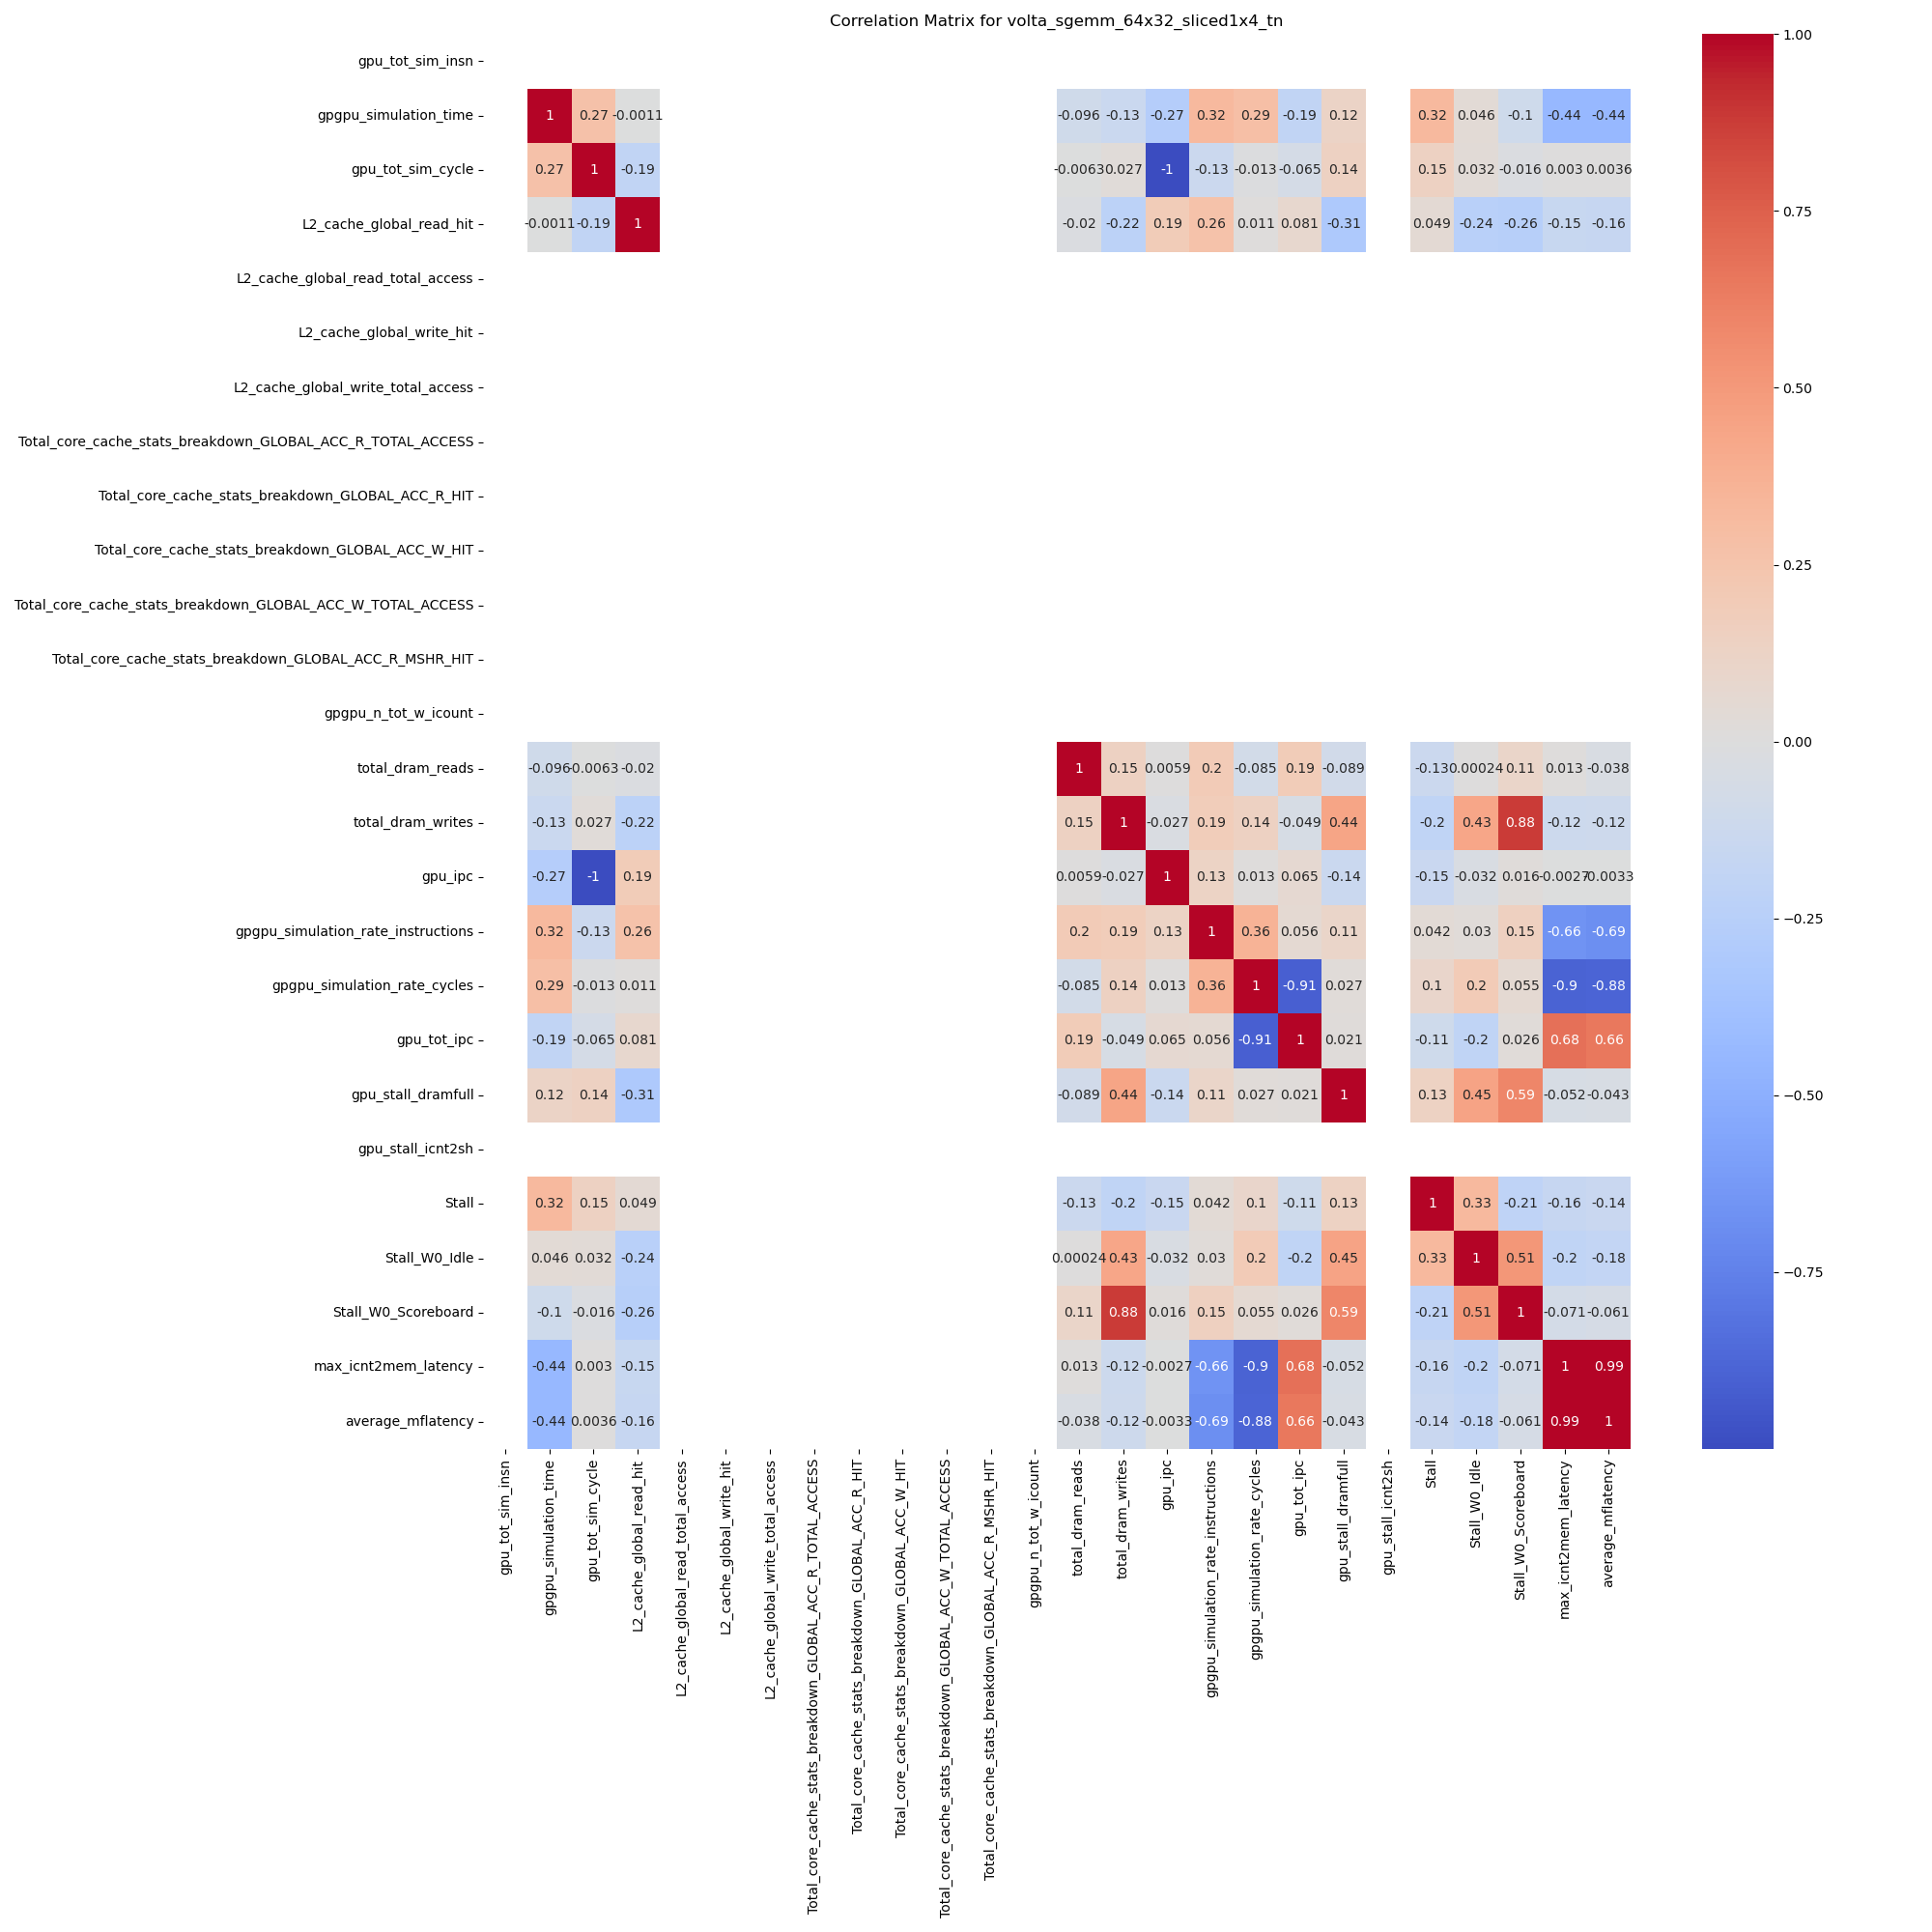 Correlation Matrix for volta_sgemm_64x32_sliced1x4_tn
gpu_tot_sim_insn
gpgpu_simulation_time 1 0.27 -0.0011 -0.096 -0.13 -0.27 0.32 0.29 -0.19 0.12 0.32 0.046 -0.1 -0.44 -0.44
gpu_tot_sim_cycle 0.27 1 -0.19 -0.0063 0.027 -1 -0.13 -0.013 -0.065 0.14 0.15 0.032 -0.016 0.003 0.0036
L2_cache_global_read_hit -0.0011 -0.19 1 -0.02 -0.22 0.19 0.26 0.011 0.081 -0.31 0.049 -0.24 -0.26 -0.15 -0.16
L2_cache_global_read_total_access
L2_cache_global_write_hit
L2_cache_global_write_total_access
Total_core_cache_stats_breakdown_GLOBAL_ACC_R_TOTAL_ACCESS
Total_core_cache_stats_breakdown_GLOBAL_ACC_R_HIT
Total_core_cache_stats_breakdown_GLOBAL_ACC_W_HIT
Total_core_cache_stats_breakdown_GLOBAL_ACC_W_TOTAL_ACCESS
Total_core_cache_stats_breakdown_GLOBAL_ACC_R_MSHR_HIT
gpgpu_n_tot_w_icount
total_dram_reads -0.096 -0.0063 -0.02 1 0.15 0.0059 0.2 -0.085 0.19 -0.089 -0.13 0.00024 0.11 0.013 -0.038
total_dram_writes -0.13 0.027 -0.22 0.15 1 -0.027 0.19 0.14 -0.049 0.44 -0.2 0.43 0.88 -0.12 -0.12
gpu_ipc -0.27 -1 0.19 0.0059 -0.027 1 0.13 0.013 0.065 -0.14 -0.15 -0.032 0.016 -0.0027 -0.0033
gpgpu_simulation_rate_instructions 0.32 -0.13 0.26 0.2 0.19 0.13 1 0.36 0.056 0.11 0.042 0.03 0.15 -0.66 -0.69
gpgpu_simulation_rate_cycles 0.29 -0.013 0.011 -0.085 0.14 0.013 0.36 1 -0.91 0.027 0.1 0.2 0.055 -0.9 -0.88
gpu_tot_ipc -0.19 -0.065 0.081 0.19 -0.049 0.065 0.056 -0.91 1 0.021 -0.11 -0.2 0.026 0.68 0.66
gpu_stall_dramfull 0.12 0.14 -0.31 -0.089 0.44 -0.14 0.11 0.027 0.021 1 0.13 0.45 0.59 -0.052 -0.043
gpu_stall_icnt2sh
Stall 0.32 0.15 0.049 -0.13 -0.2 -0.15 0.042 0.1 -0.11 0.13 1 0.33 -0.21 -0.16 -0.14
Stall_W0_Idle 0.046 0.032 -0.24 0.00024 0.43 -0.032 0.03 0.2 -0.2 0.45 0.33 1 0.51 -0.2 -0.18
Stall_W0_Scoreboard -0.1 -0.016 -0.26 0.11 0.88 0.016 0.15 0.055 0.026 0.59 -0.21 0.51 1 -0.071 -0.061
max_icnt2mem_latency -0.44 0.003 -0.15 0.013 -0.12 -0.0027 -0.66 -0.9 0.68 -0.052 -0.16 -0.2 -0.071 1 0.99
average_mflatency -0.44 0.0036 -0.16 -0.038 -0.12 -0.0033 -0.69 -0.88 0.66 -0.043 -0.14 -0.18 -0.061 0.99 1
gpu_tot_sim_insn
gpgpu_simulation_time
gpu_tot_sim_cycle
L2_cache_global_read_hit
L2_cache_global_read_total_access
L2_cache_global_write_hit
L2_cache_global_write_total_access
Total_core_cache_stats_breakdown_GLOBAL_ACC_R_TOTAL_ACCESS
Total_core_cache_stats_breakdown_GLOBAL_ACC_R_HIT
Total_core_cache_stats_breakdown_GLOBAL_ACC_W_HIT
Total_core_cache_stats_breakdown_GLOBAL_ACC_W_TOTAL_ACCESS
Total_core_cache_stats_breakdown_GLOBAL_ACC_R_MSHR_HIT
gpgpu_n_tot_w_icount
total_dram_reads
total_dram_writes
gpu_ipc
gpgpu_simulation_rate_instructions
gpgpu_simulation_rate_cycles
gpu_tot_ipc
gpu_stall_dramfull
gpu_stall_icnt2sh
Stall
Stall_W0_Idle
Stall_W0_Scoreboard
max_icnt2mem_latency
average_mflatency
1.00
0.75
0.50
0.25
0.00
−0.25
−0.50
−0.75